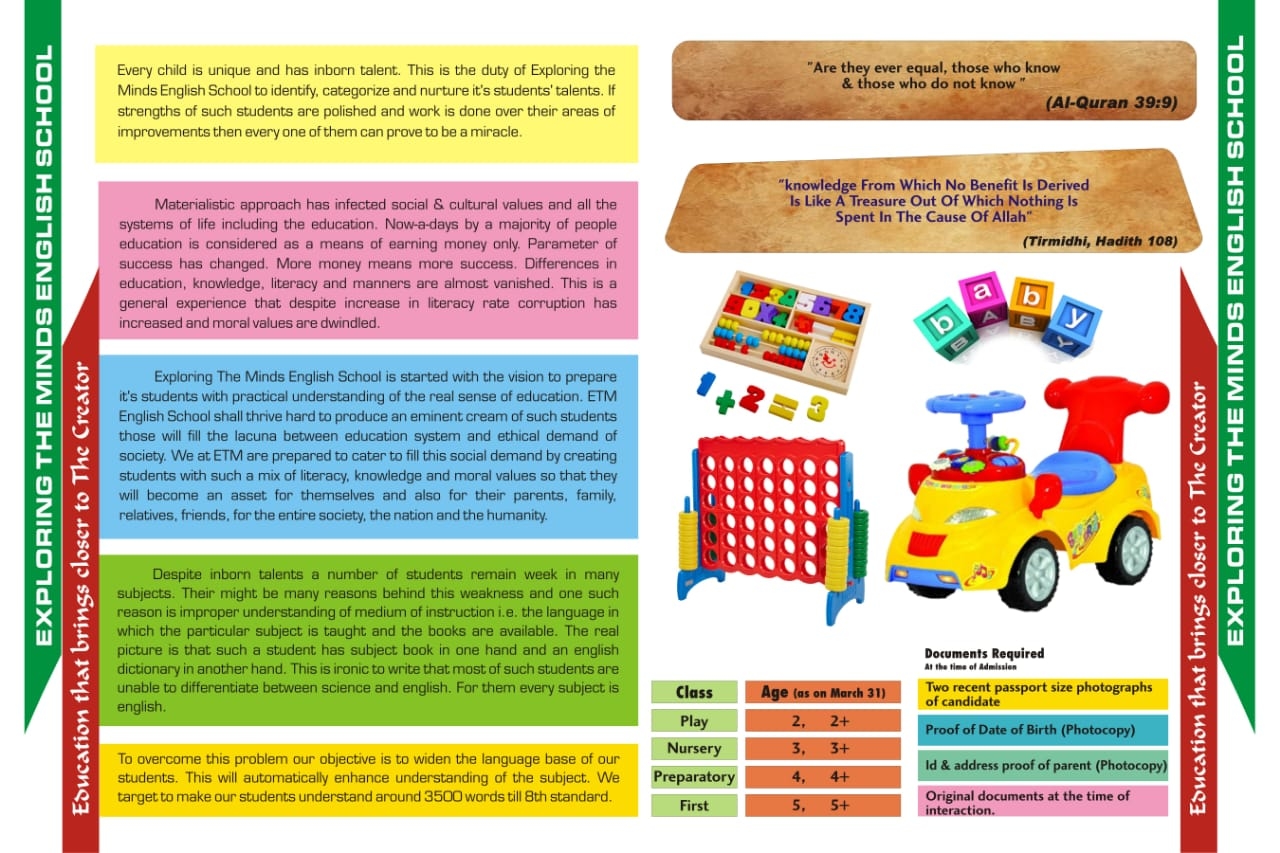 EXPLORING THE MINDS ENGLISH SCHOOL
Education that brings closer to The Creator
Every child is unique and has inborn talent. This is the duty of Exploring the
Minds English School to identify, categorize and nurture it's students' talents. If
strengths of such students are polished and work is done over their areas of
improvements then every one of them can prove to be a miracle.
Materialistic approach has infected social & cultural values and all the
systems of life including the education. Now-a-days by a majority of people
education is considered as a means of earning money only. Parameter of
success has changed. More money means more success. Differences in
education, knowledge, literacy and manners are almost vanished. This is a
general experience that despite increase in literacy rate corruption has
increased and moral values are dwindled.
Exploring The Minds English School is started with the vision to prepare
it's students with practical understanding of the real sense of education. ETM
English School shall thrive hard to produce an eminent cream of such students
those will fill the lacuna between education system and ethical demand of
society. We at ETM are prepared to cater to fill this social demand by creating
students with such a mix of literacy, knowledge and moral values so that they
will become an asset for themselves and also for their parents, family,
relatives, friends, for the entire society, the nation and the humanity.
Despite inborn talents a number of students remain week in many
subjects. Their might be many reasons behind this weakness and one such
reason is improper understanding of medium of instruction i.e. the language in
which the particular subject is taught and the books are available. The real
picture is that such a student has subject book in one hand and an english
dictionary in another hand. This is ironic to write that most of such students are
unable to differentiate between science and english. For them every subject is
english.
To overcome this problem our objective is to widen the language base of our
students. This will automatically enhance understanding of the subject. We
target to make our students understand around 3500 words till 8th standard.
"Are they ever equal, those who know
& those who do not know "
(Al-Quran 39:9)
"knowledge From Which No Benefit Is Derived
Is Like A Treasure Out Of Which Nothing Is
Spent In The Cause Of Allah"
(Tirmidhi, Hadith 108)
1 + 2 = 3
b a b y
B A B Y
Class Age (as on March 31)
Play 2, 2+
Nursery 3, 3+
Preparatory 4, 4+
First 5, 5+
Documents Required
At the time of Admission
Two recent passport size photographs
of candidate
Proof of Date of Birth (Photocopy)
Id & address proof of parent (Photocopy)
Original documents at the time of
interaction.
Education that brings closer to The Creator
EXPLORING THE MINDS ENGLISH SCHOOL